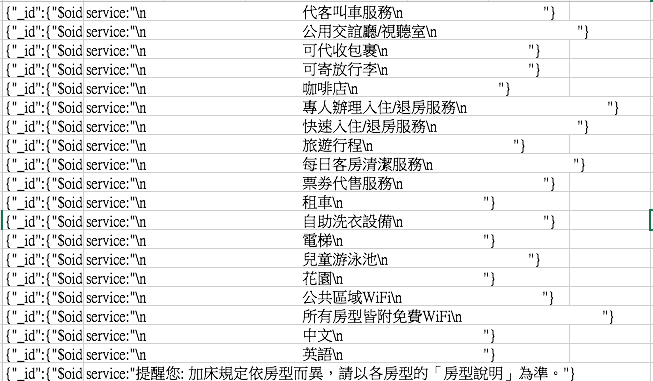 {"_id":{"$oid service:"\n 代客叫車服務\n "}
{"_id":{"$oid service:"\n 公用交誼廳/視聽室\n "}
{"_id":{"$oid service:"\n 可代收包裹\n "}
{"_id":{"$oid service:"\n 可寄放行李\n "}
{"_id":{"$oid service:"\n 咖啡店\n "}
{"_id":{"$oid service:"\n 專人辦理入住/退房服務\n "}
{"_id":{"$oid service:"\n 快速入住/退房服務\n "}
{"_id":{"$oid service:"\n 旅遊行程\n "}
{"_id":{"$oid service:"\n 每日客房清潔服務\n "}
{"_id":{"$oid service:"\n 票券代售服務\n "}
{"_id":{"$oid service:"\n 租車\n "}
{"_id":{"$oid service:"\n 自助洗衣設備\n "}
{"_id":{"$oid service:"\n 電梯\n "}
{"_id":{"$oid service:"\n 兒童游泳池\n "}
{"_id":{"$oid service:"\n 花園\n "}
{"_id":{"$oid service:"\n 公共區域WiFi\n "}
{"_id":{"$oid service:"\n 所有房型皆附免費WiFi\n "}
{"_id":{"$oid service:"\n 中文\n "}
{"_id":{"$oid service:"\n 英語\n "}
{"_id":{"$oid service:"提醒您: 加床規定依房型而異，請以各房型的「房型說明」為準。"}